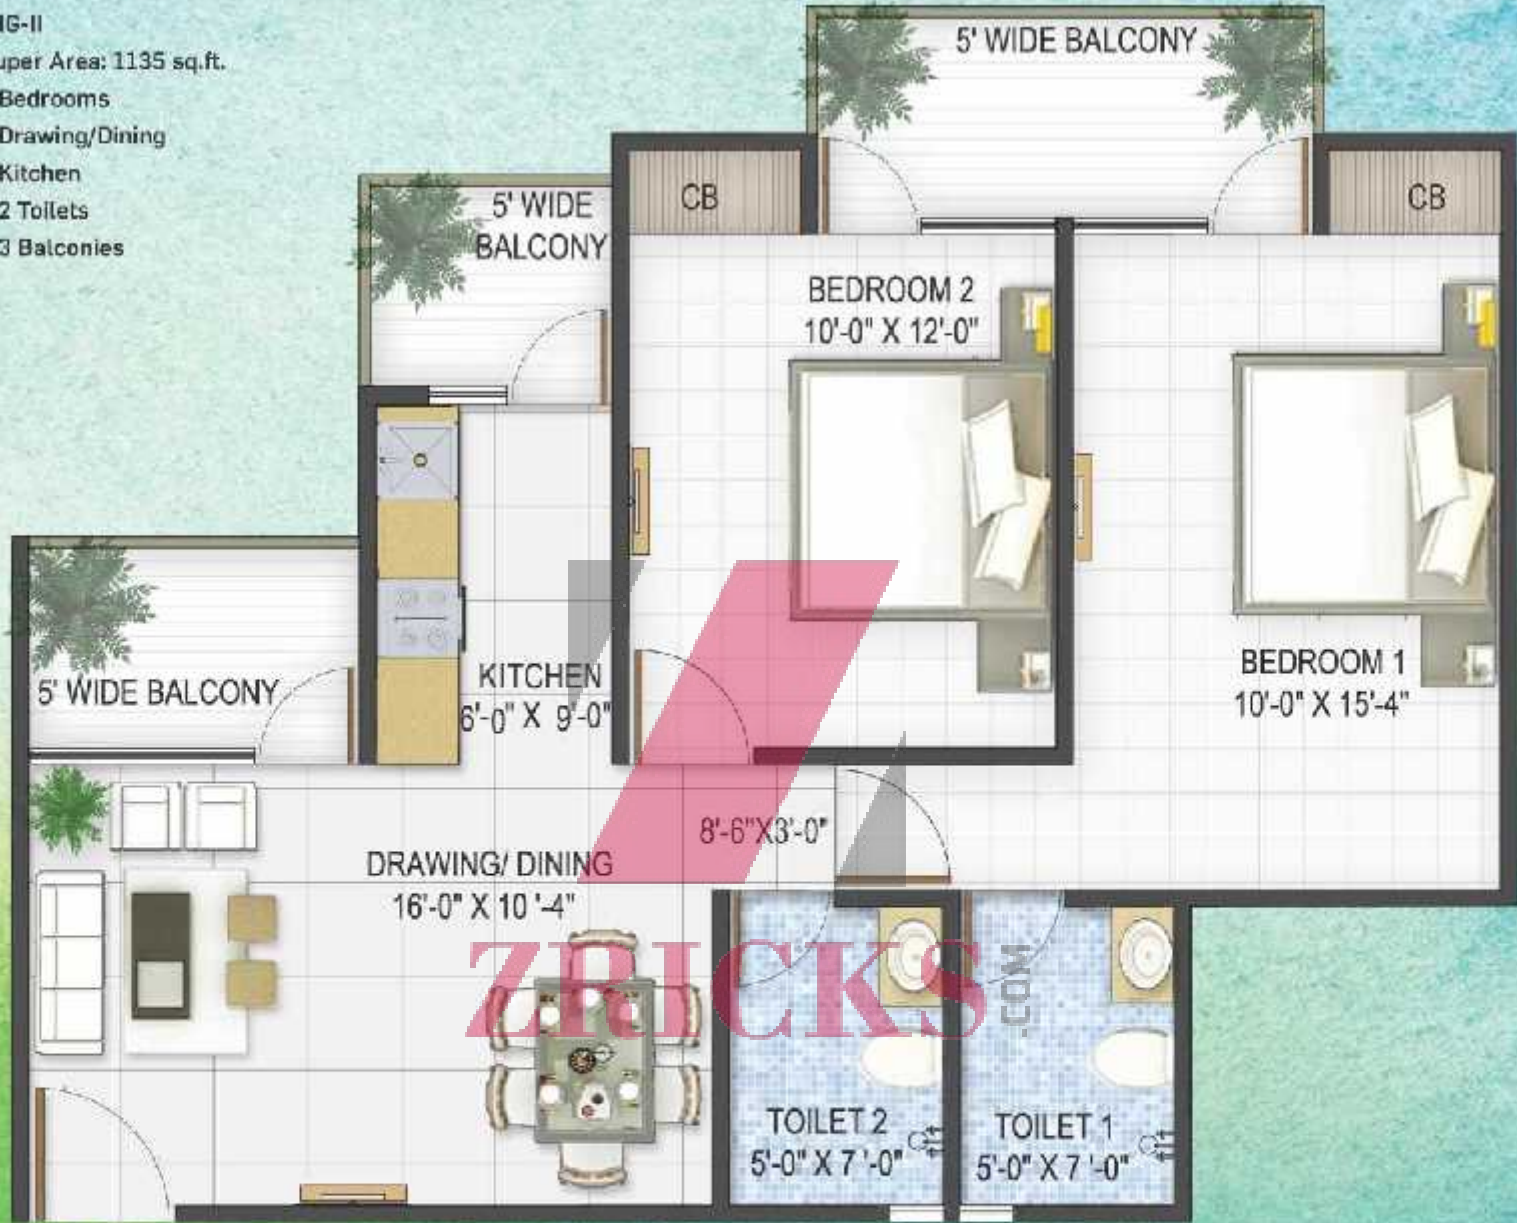 IG-II
uper Area: 1135 sq.ft.
Bedrooms
Drawing/Dining
Kitchen
2 Toilets
3 Balconies
5' WIDE BALCONY
5' WIDE
BALCONY
CB
CB
BEDROOM 2
10'-0" X 12'-0"
BEDROOM 1
10'-0" X 15'-4"
KITCHEN
6'-0" X 9'-0"
5' WIDE BALCONY
8'-6"X3'-0"
DRAWING/ DINING
16'-0" X 10 '-4"
ZRICKS
.COM
TOILET 2
5'-0" X 7 '-0"
TOILET 1
5'-0" X 7 '-0"